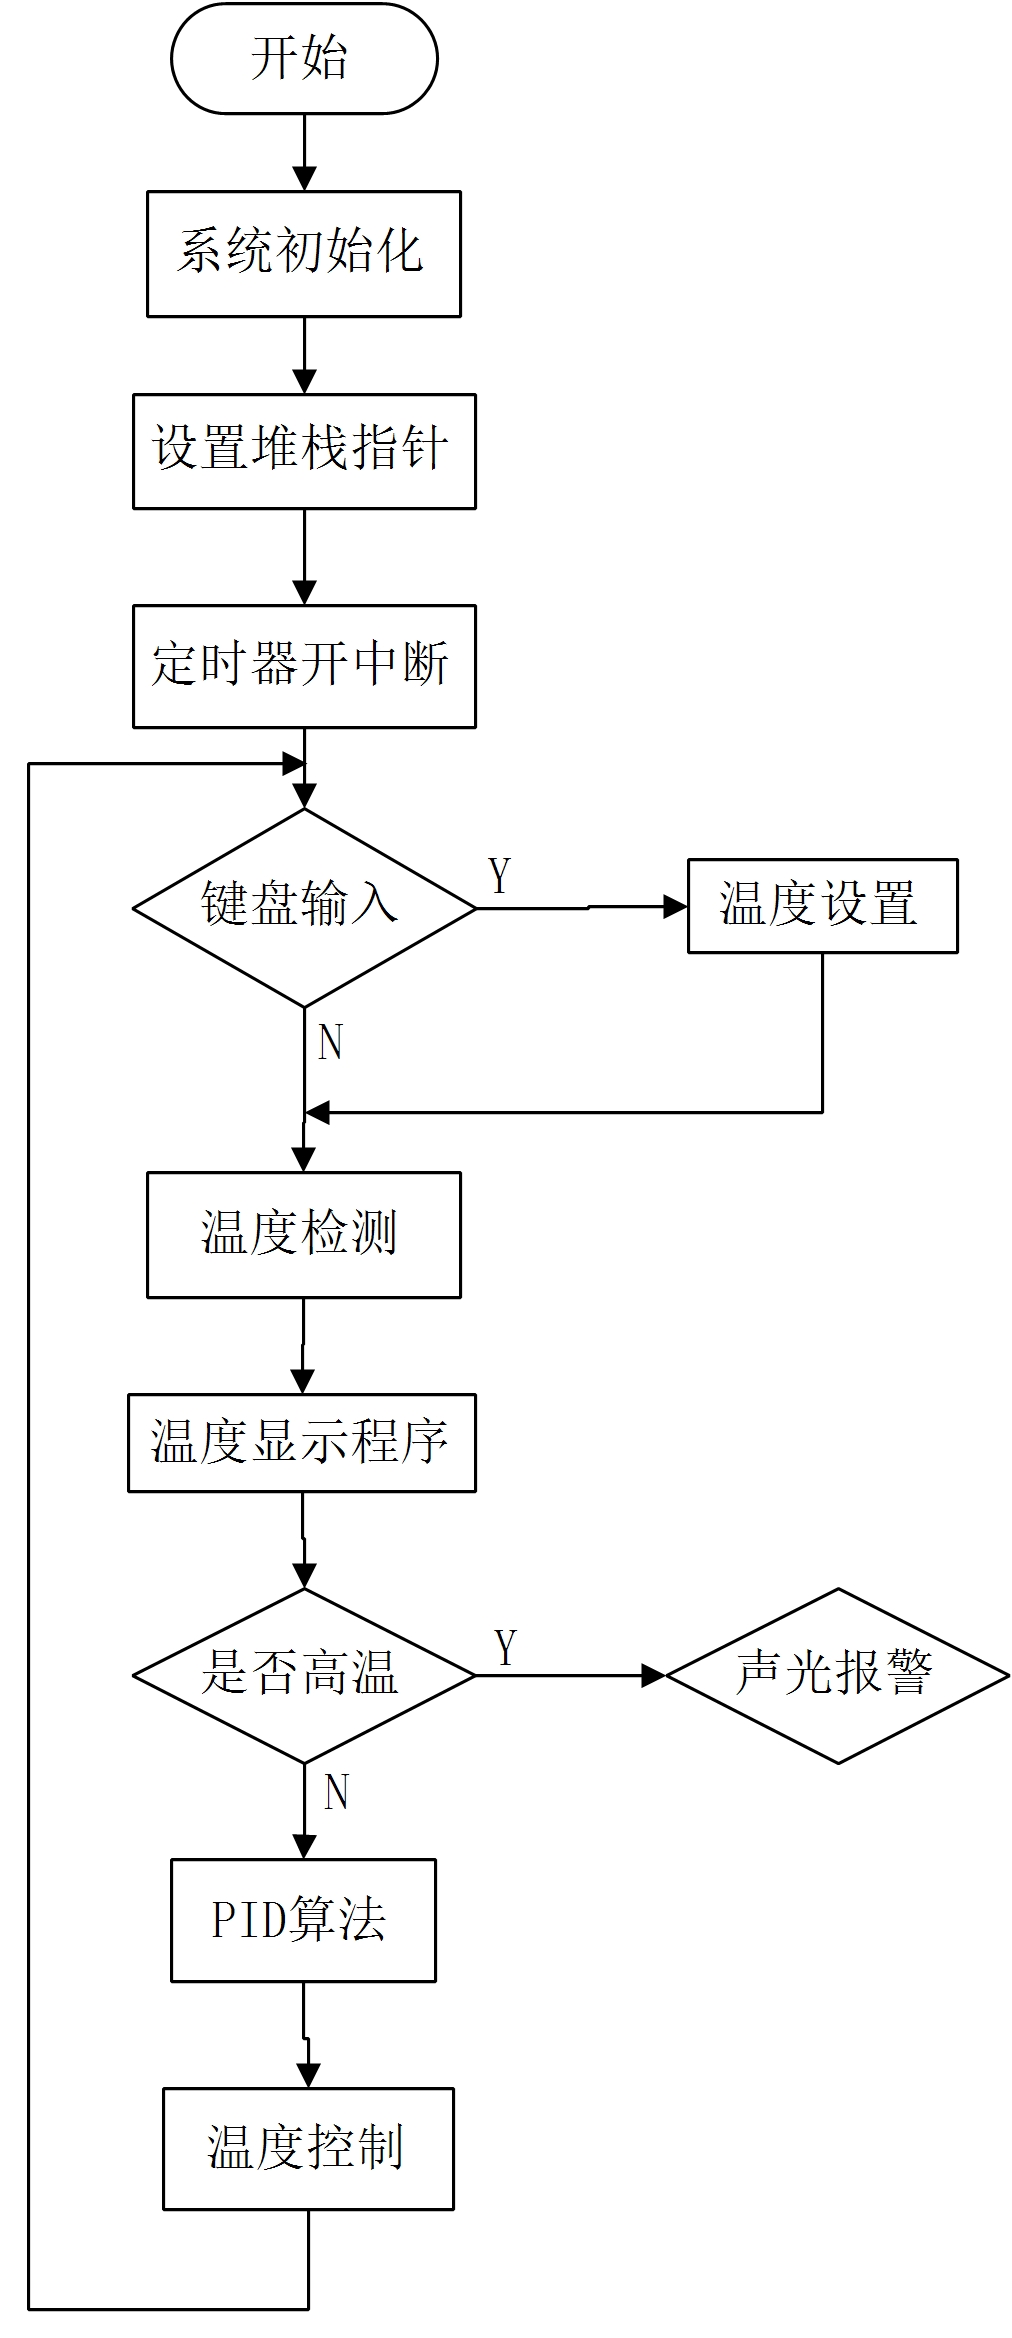 开始
系统初始化
设置堆栈指针
定时器开中断
键盘输入
Y
温度设置
N
温度检测
温度显示程序
是否高温
Y
声光报警
N
PID算法
温度控制